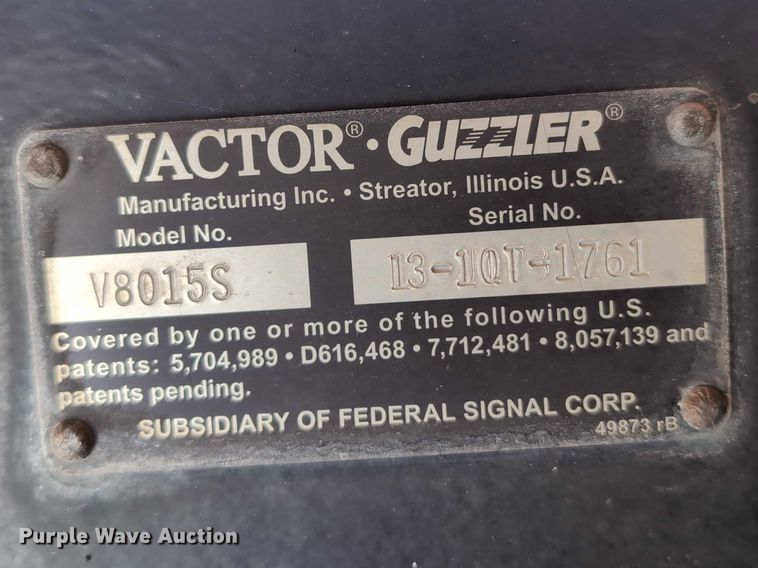 VACTOR® • GUZZLER®
Manufacturing Inc. • Streator, Illinois U.S.A.
Model No. Serial No.
V8015S 13-10T-1761
Covered by one or more of the following U.S.
patents: 5,704,989 • D616,468 • 7,712,481 • 8,057,139 and
patents pending.
SUBSIDIARY OF FEDERAL SIGNAL CORP.
49873 rB
Purple Wave Auction